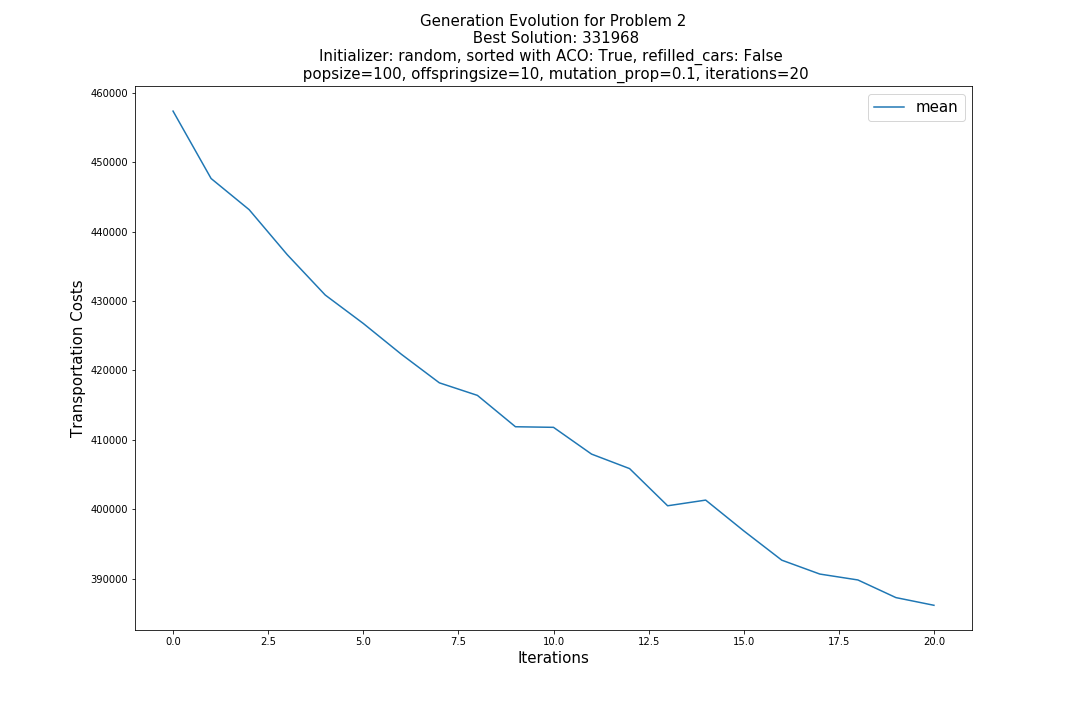 Generation Evolution for Problem 2
Best Solution: 331968
Initializer: random, sorted with ACO: True, refilled_cars: False
popsize=100, offspringsize=10, mutation_prop=0.1, iterations=20
mean
Transportation Costs
460000
450000
440000
430000
420000
410000
400000
390000
0.0 2.5 5.0 7.5 10.0 12.5 15.0 17.5 20.0
Iterations